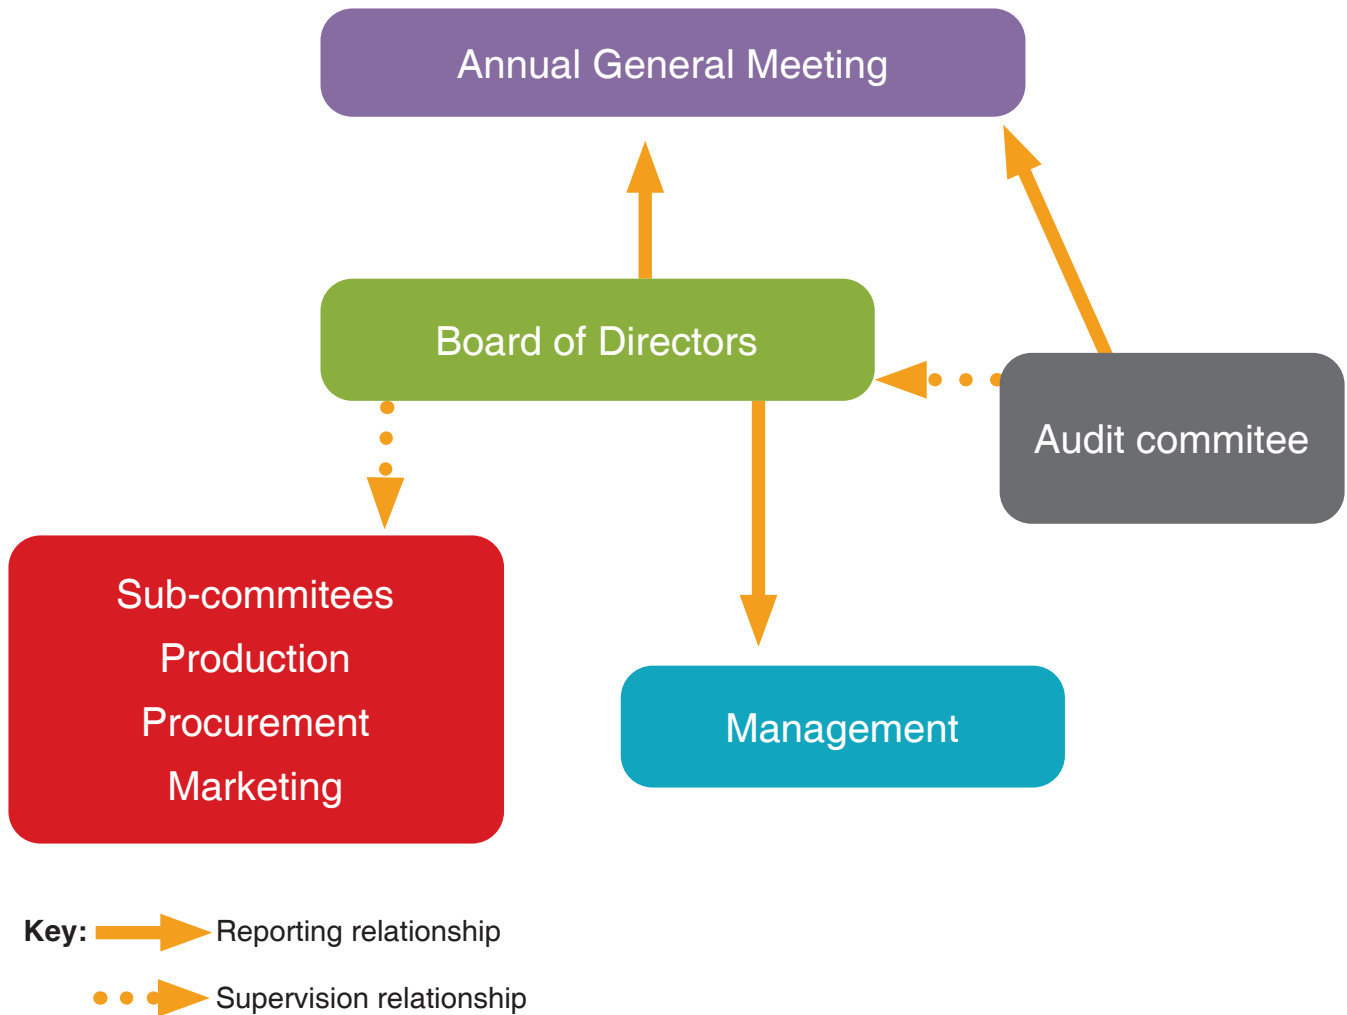 Annual General Meeting
Board of Directors
Audit commitee
Sub-commitees
Production
Procurement
Marketing
Management
Key:
Reporting relationship
Supervision relationship